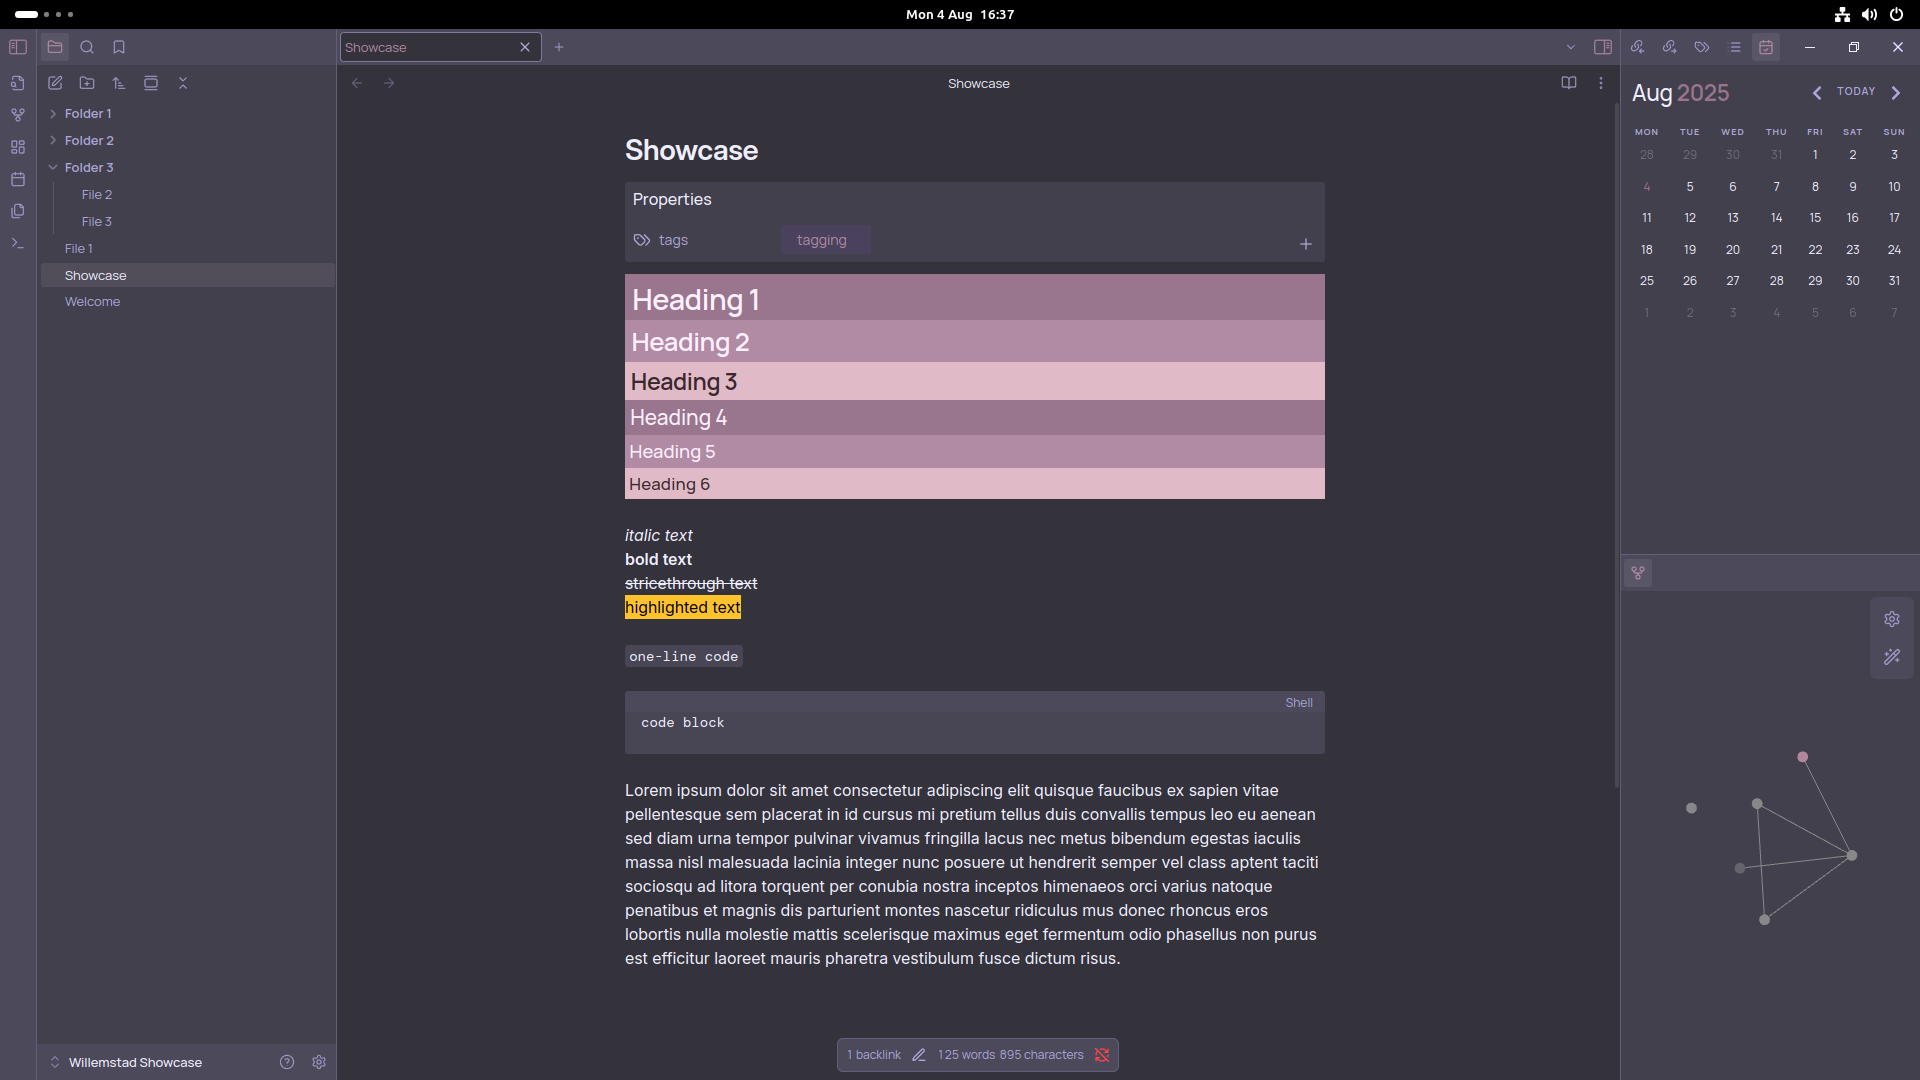 Mon 4 Aug 16:37
Showcase
Folder 1
Folder 2
Folder 3
File 2
File 3
File 1
Showcase
Welcome
Willemstad Showcase
Showcase
Showcase
Properties
tags tagging
Heading 1
Heading 2
Heading 3
Heading 4
Heading 5
Heading 6
italic text
bold text
stricethrough text
highlighted text
one-line code
Shell
code block
Lorem ipsum dolor sit amet consectetur adipiscing elit quisque faucibus ex sapien vitae
pellentesque sem placerat in id cursus mi pretium tellus duis convallis tempus leo eu aenean
sed diam urna tempor pulvinar vivamus fringilla lacus nec metus bibendum egestas iaculis
massa nisl malesuada lacinia integer nunc posuere ut hendrerit semper vel class aptent taciti
sociosqu ad litora torquent per conubia nostra inceptos himenaeos orci varius natoque
penatibus et magnis dis parturient montes nascetur ridiculus mus donec rhoncus eros
lobortis nulla molestie mattis scelerisque maximus eget fermentum odio phasellus non purus
est efficitur laoreet mauris pharetra vestibulum fusce dictum risus.
1 backlink 125 words 895 characters
Aug 2025 TODAY
MON TUE WED THU FRI SAT SUN
28 29 30 31 1 2 3
4 5 6 7 8 9 10
11 12 13 14 15 16 17
18 19 20 21 22 23 24
25 26 27 28 29 30 31
1 2 3 4 5 6 7